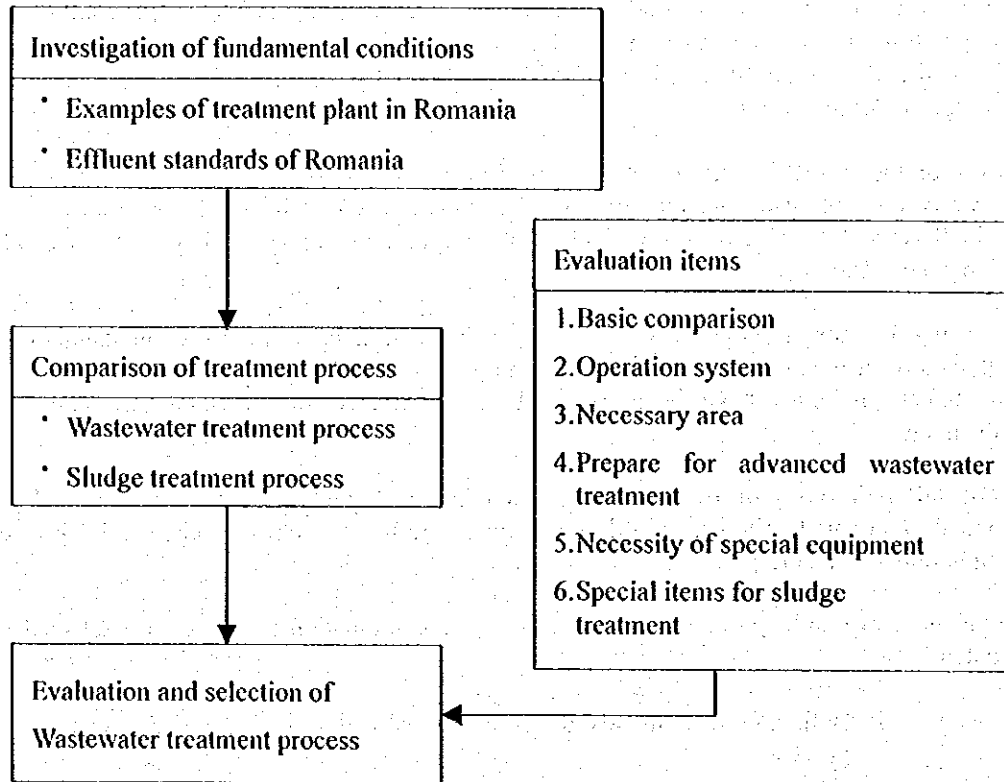 Investigation of fundamental conditions
• Examples of treatment plant in Romania
• Effluent standards of Romania
Comparison of treatment process
• Wastewater treatment process
• Sludge treatment process
Evaluation and selection of
Wastewater treatment process
Evaluation items
1.Basic comparison
2.Operation system
3.Necessary area
4.Prepare for advanced wastewater
treatment
5.Necessity of special equipment
6.Special items for sludge
treatment